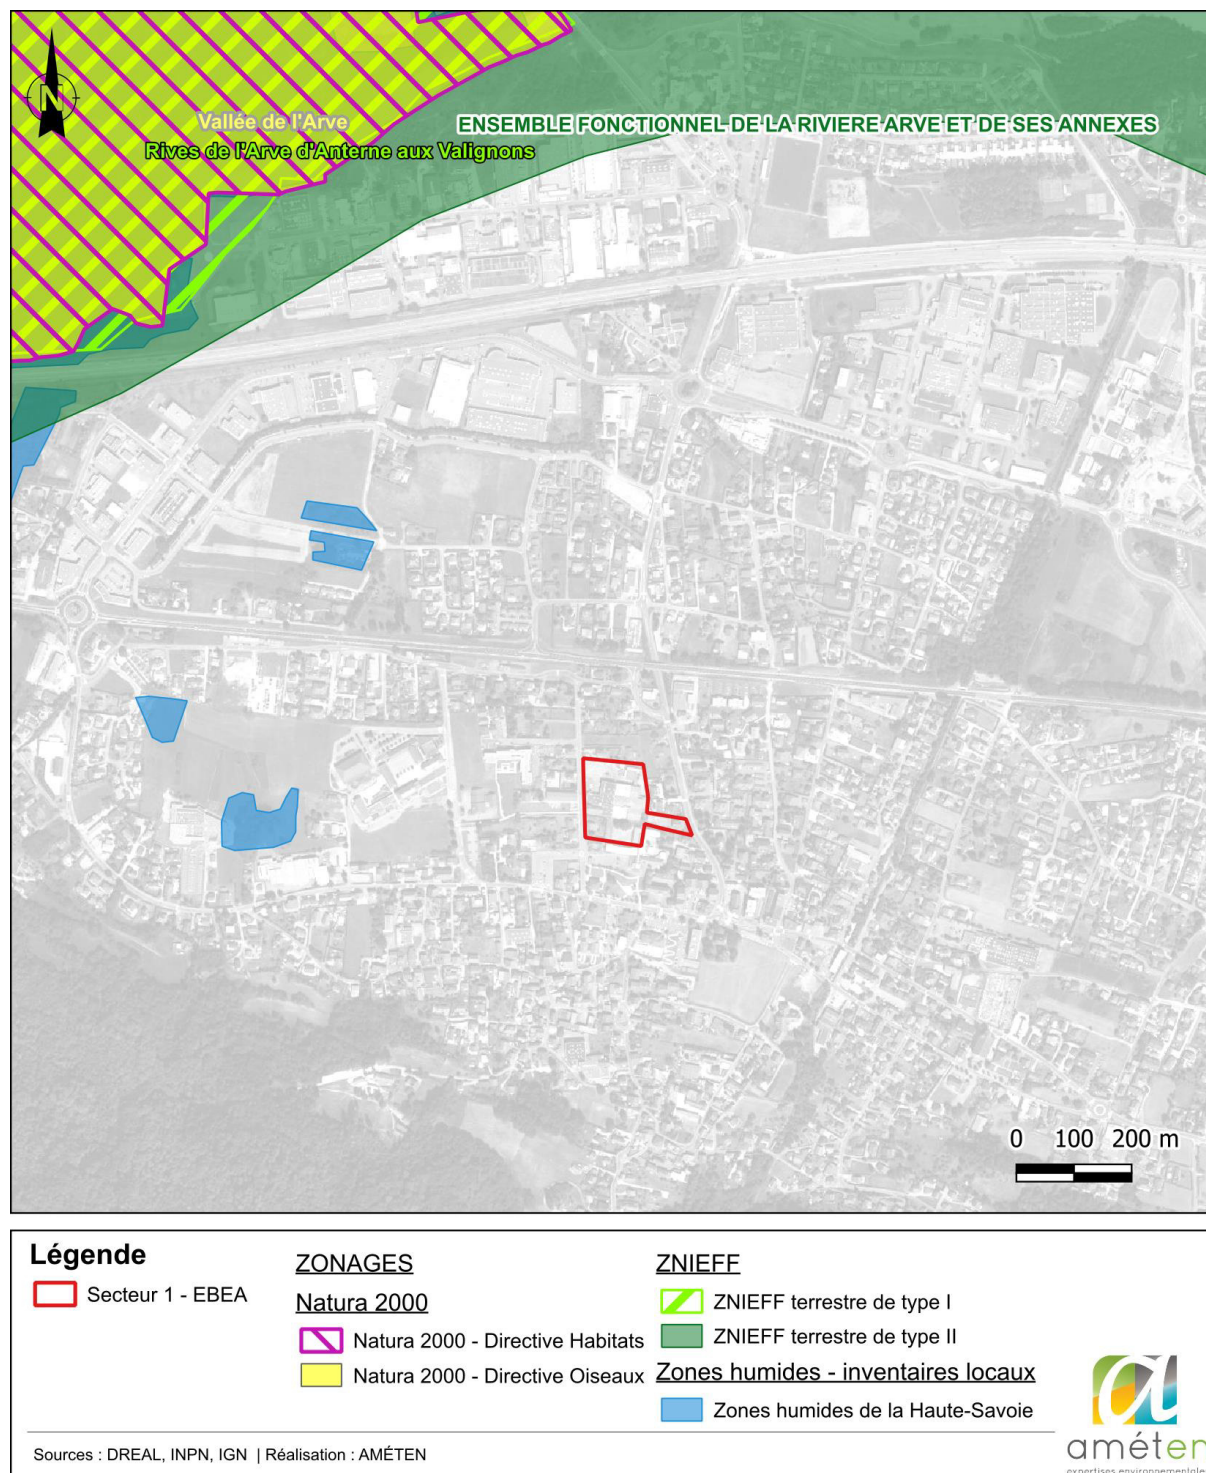 N
Vallée de l'Arve
ENSEMBLE FONCTIONNEL DE LA RIVIERE ARVE ET DE SES ANNEXES
Rives de l'Arve d'Anterne aux Valignons
0 100 200 m
Légende
Secteur 1 - EBEA
ZONAGES
Natura 2000
Natura 2000 - Directive Habitats
Natura 2000 - Directive Oiseaux
ZNIEFF
ZNIEFF terrestre de type I
ZNIEFF terrestre de type II
Zones humides - inventaires locaux
Zones humides de la Haute-Savoie
Sources : DREAL, INPN, IGN | Réalisation : AMÉTEN
améten
expertises environnementales